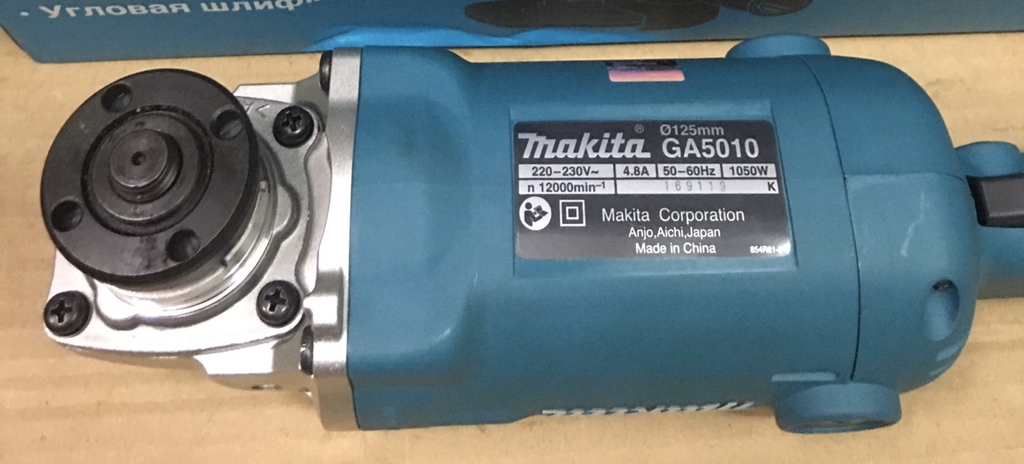 • Угловая шлиф
makita® Ø125mm GA5010
220-230V~ 4.8A 50-60Hz 1050W
n 12000min⁻¹ 169119 K
Makita Corporation
Anjo,Aichi,Japan
Made in China